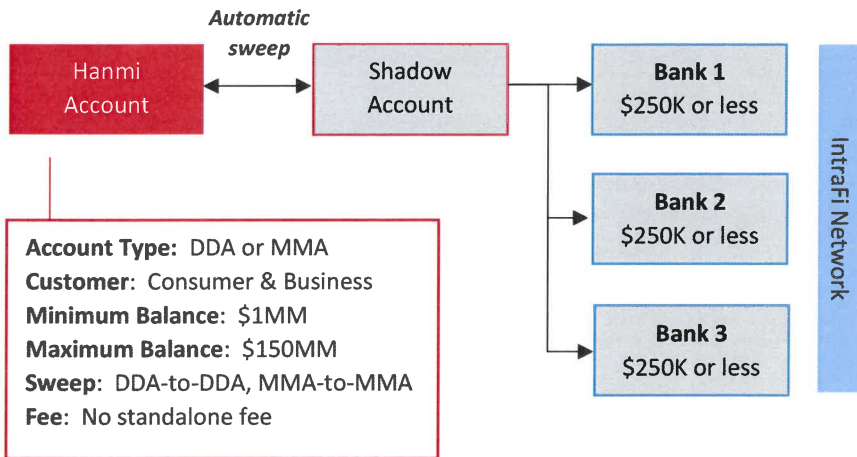 Automatic
sweep
Hanmi
Account
Shadow
Account
Bank 1
$250K or less
Bank 2
$250K or less
Bank 3
$250K or less
IntraFi Network
Account Type: DDA or MMA
Customer: Consumer & Business
Minimum Balance: $1MM
Maximum Balance: $150MM
Sweep: DDA-to-DDA, MMA-to-MMA
Fee: No standalone fee